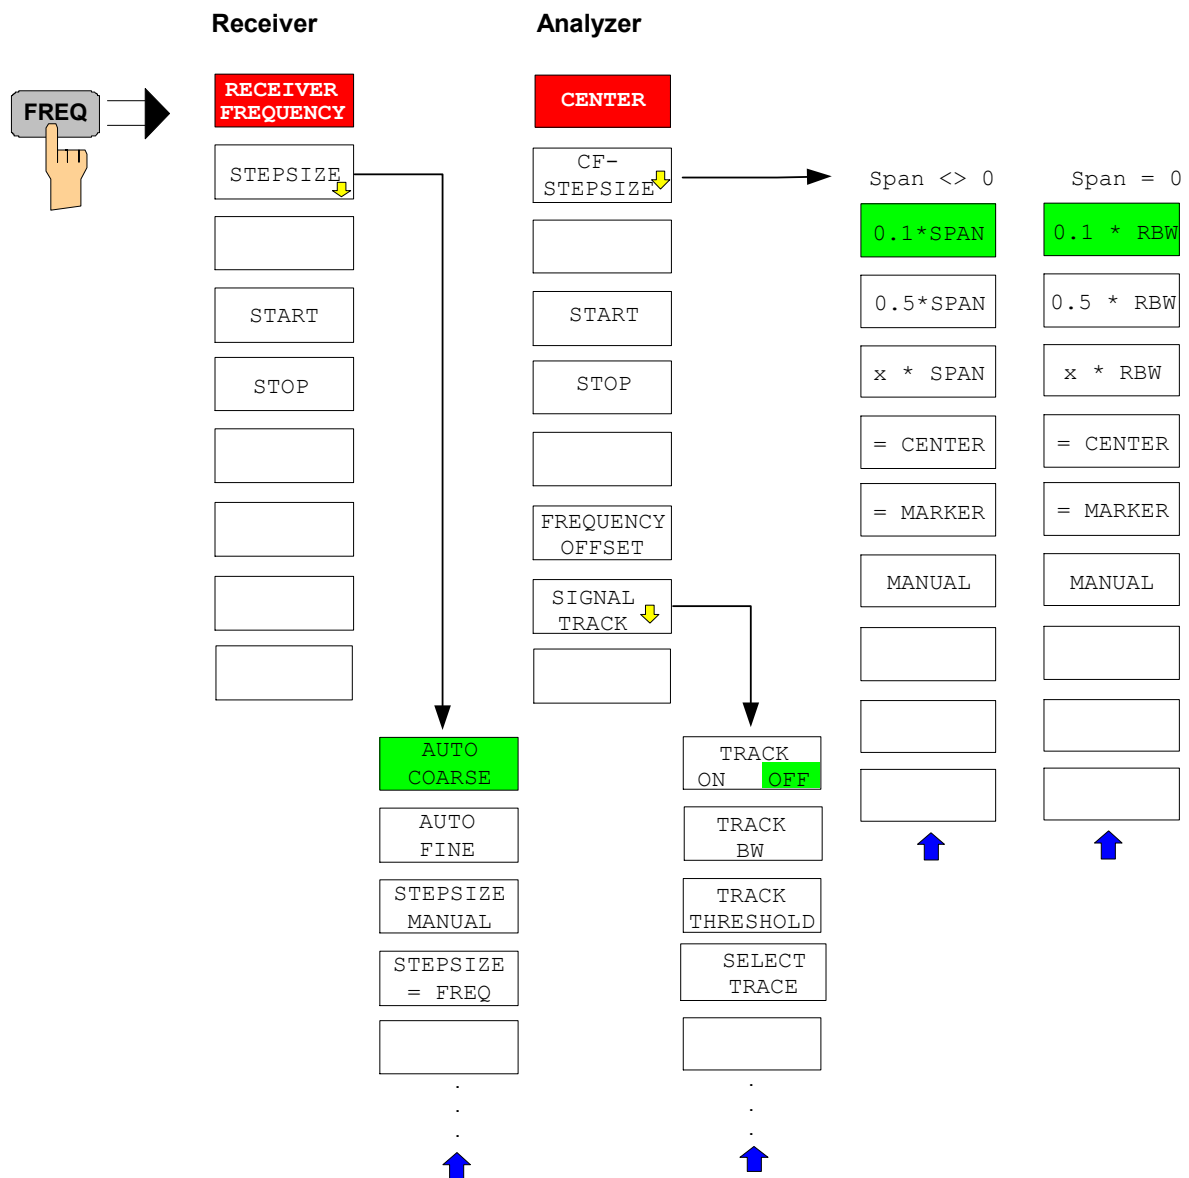 Receiver
Analyzer
FREQ
RECEIVER
FREQUENCY
STEPSIZE
START
STOP
CENTER
CF-
STEPSIZE
START
STOP
FREQUENCY
OFFSET
SIGNAL
TRACK
Span <> 0
0.1*SPAN
0.5*SPAN
x * SPAN
= CENTER
= MARKER
MANUAL
Span = 0
0.1 * RBW
0.5 * RBW
x * RBW
= CENTER
= MARKER
MANUAL
AUTO
COARSE
AUTO
FINE
STEPSIZE
MANUAL
STEPSIZE
= FREQ
.
.
.
TRACK
ON OFF
TRACK
BW
TRACK
THRESHOLD
SELECT
TRACE
.
.
.